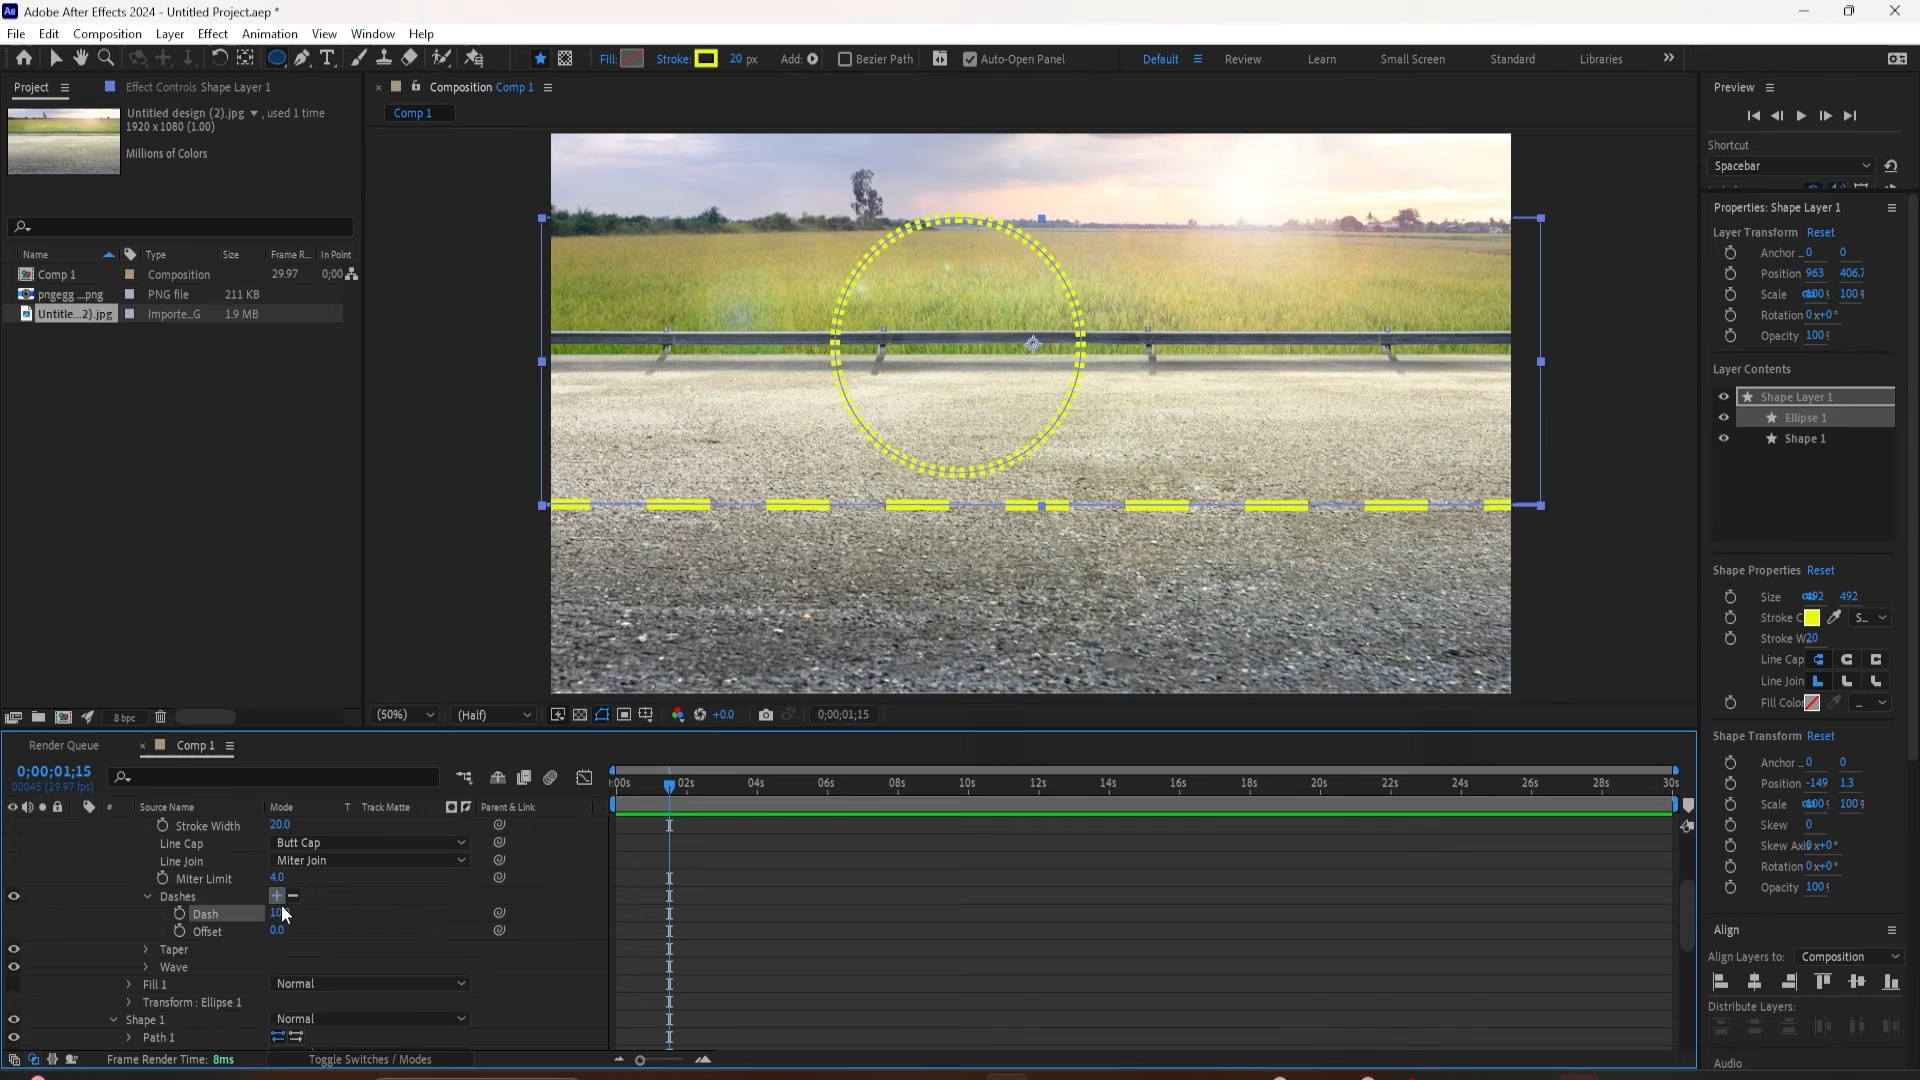 Ae Adobe After Effects 2024 - Untitled Project.aep *
File Edit Composition Layer Effect Animation View Window Help
Fill: Stroke: 20 px Add: Bezier Path Auto-Open Panel Default Review Learn Small Screen Standard Libraries
Project Effect Controls Shape Layer 1
Composition Comp 1
Comp 1
Untitled design (2).jpg , used 1 time
1920 x 1080 (1.00)
Millions of Colors
Name Type Size Frame R... In Point
Comp 1 Composition 29.97 0;00
pngegg ...png PNG file 211 KB
Untitle...2).jpg Importe...G 1.9 MB
8 bpc
(50%) (Half) +0.0 0;00;01;15
Preview
Shortcut
Spacebar
Properties: Shape Layer 1
Layer Transform Reset
Anchor ... 0 0
Position 963 406.7
Scale 100 100
Rotation 0x+0°
Opacity 100
Layer Contents
Shape Layer 1
Ellipse 1
Shape 1
Shape Properties Reset
Size 492 492
Stroke C S...
Stroke W 20
Line Cap
Line Join
Fill Color ...
Shape Transform Reset
Anchor ... 0 0
Position -149 1.3
Scale 100 100
Skew 0
Skew Axis x+0°
Rotation 0x+0°
Opacity 100
Align
Align Layers to: Composition
Distribute Layers:
Audio
Render Queue Comp 1
0;00;01;15
00045 (29.97 fps)
# Source Name Mode T Track Matte Parent & Link
:00s 02s 04s 06s 08s 10s 12s 14s 16s 18s 20s 22s 24s 26s 28s 30s
Stroke Width 20.0
Line Cap Butt Cap
Line Join Miter Join
Miter Limit 4.0
Dashes + -
Dash 10
Offset 0.0
Taper
Wave
Fill 1 Normal
Transform : Ellipse 1
Shape 1 Normal
Path 1
Frame Render Time: 8ms Toggle Switches / Modes